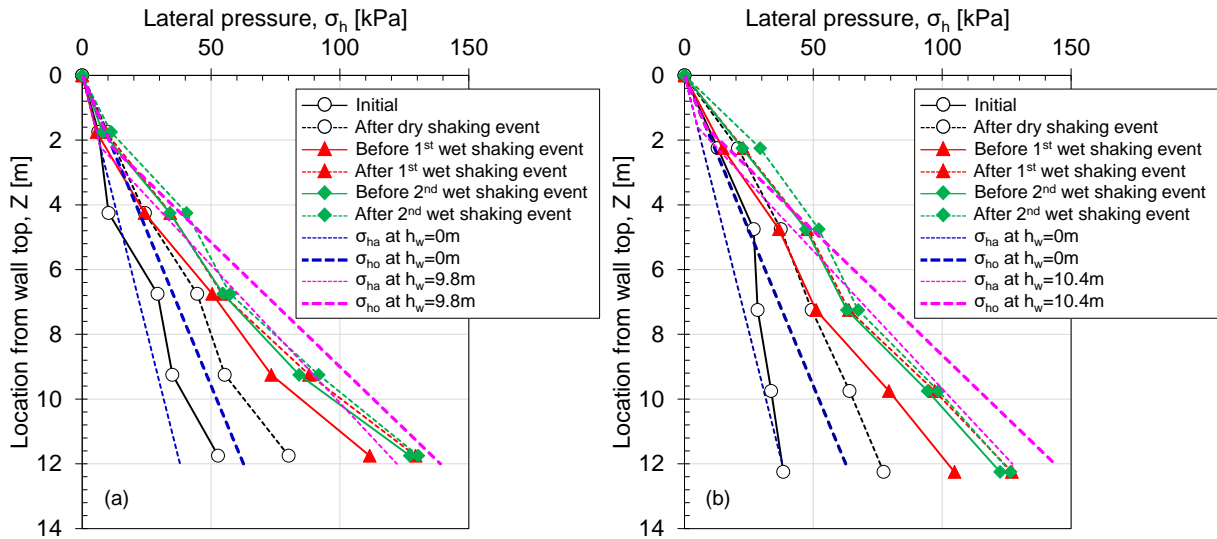 Lateral pressure, σh [kPa]
0 50 100 150
Location from wall top, Z [m]
0
2
4
6
8
10
12
14
Initial
After dry shaking event
Before 1st wet shaking event
After 1st wet shaking event
Before 2nd wet shaking event
After 2nd wet shaking event
σha at hw=0m
σho at hw=0m
σha at hw=9.8m
σho at hw=9.8m
(a)
Lateral pressure, σh [kPa]
0 50 100 150
Location from wall top, Z [m]
0
2
4
6
8
10
12
14
Initial
After dry shaking event
Before 1st wet shaking event
After 1st wet shaking event
Before 2nd wet shaking event
After 2nd wet shaking event
σha at hw=0m
σho at hw=0m
σha at hw=10.4m
σho at hw=10.4m
(b)